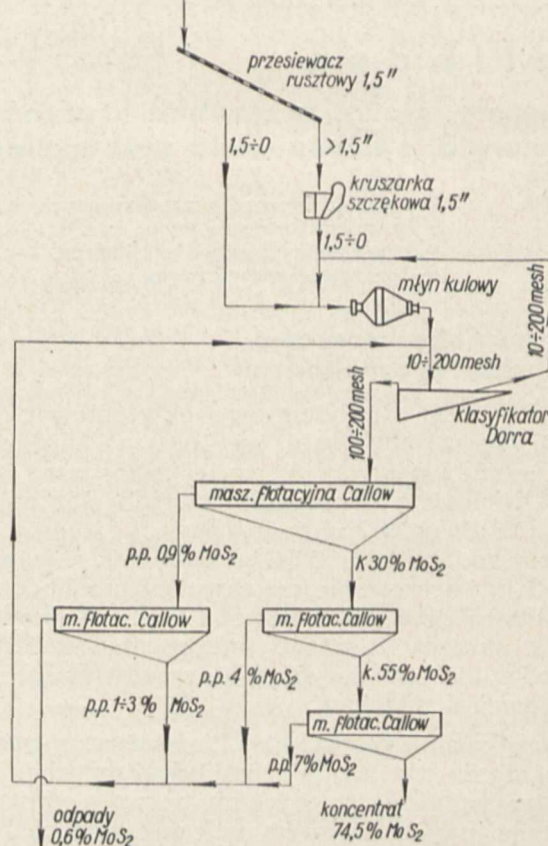 przesiewacz
rusztowy 1,5"
1,5÷0
>1,5"
kruszarka
szczękowa 1,5"
1,5÷0
młyn kulowy
10÷200mesh
10÷200mesh
100÷200mesh
klasyfikator
Dorra
masz. flotacyjna Callow
p.p. 0,9% MoS₂
K 30% MoS₂
m. flotac. Callow
m. flotac. Callow
p.p. 4% MoS₂
k. 55% MoS₂
p.p. 1÷3% MoS₂
m. flotac. Callow
p.p. 7% MoS₂
odpady
0,6% MoS₂
koncentrat
74,5% MoS₂